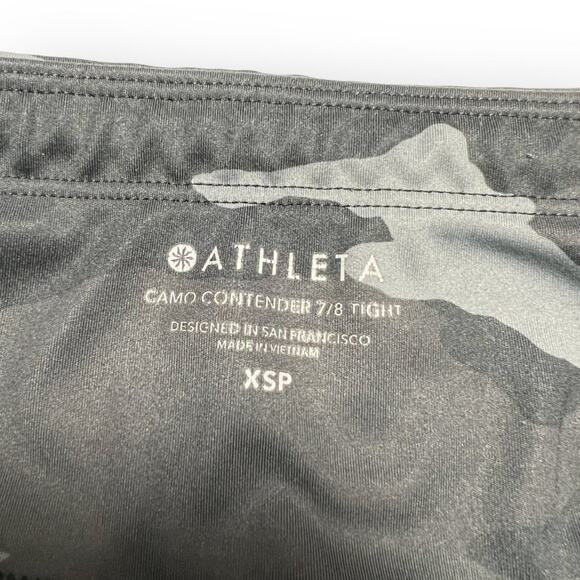 ATHLETA
CAMO CONTENDER 7/8 TIGHT
DESIGNED IN SAN FRANCISCO
MADE IN VIETNAM
XSP